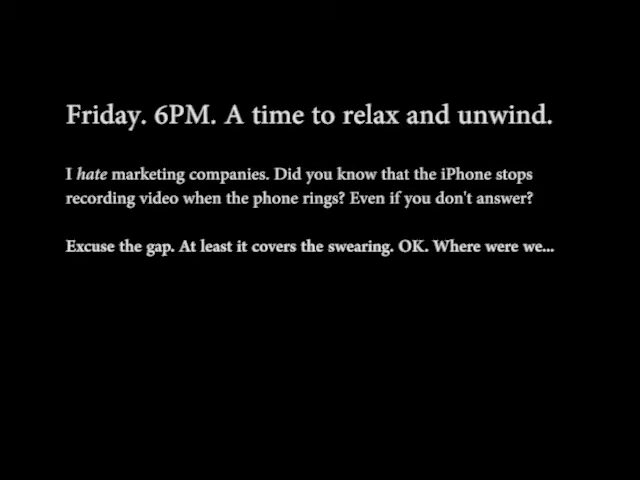 Friday. 6PM. A time to relax and unwind.
I hate marketing companies. Did you know that the iPhone stops
recording video when the phone rings? Even if you don't answer?
Excuse the gap. At least it covers the swearing. OK. Where were we...